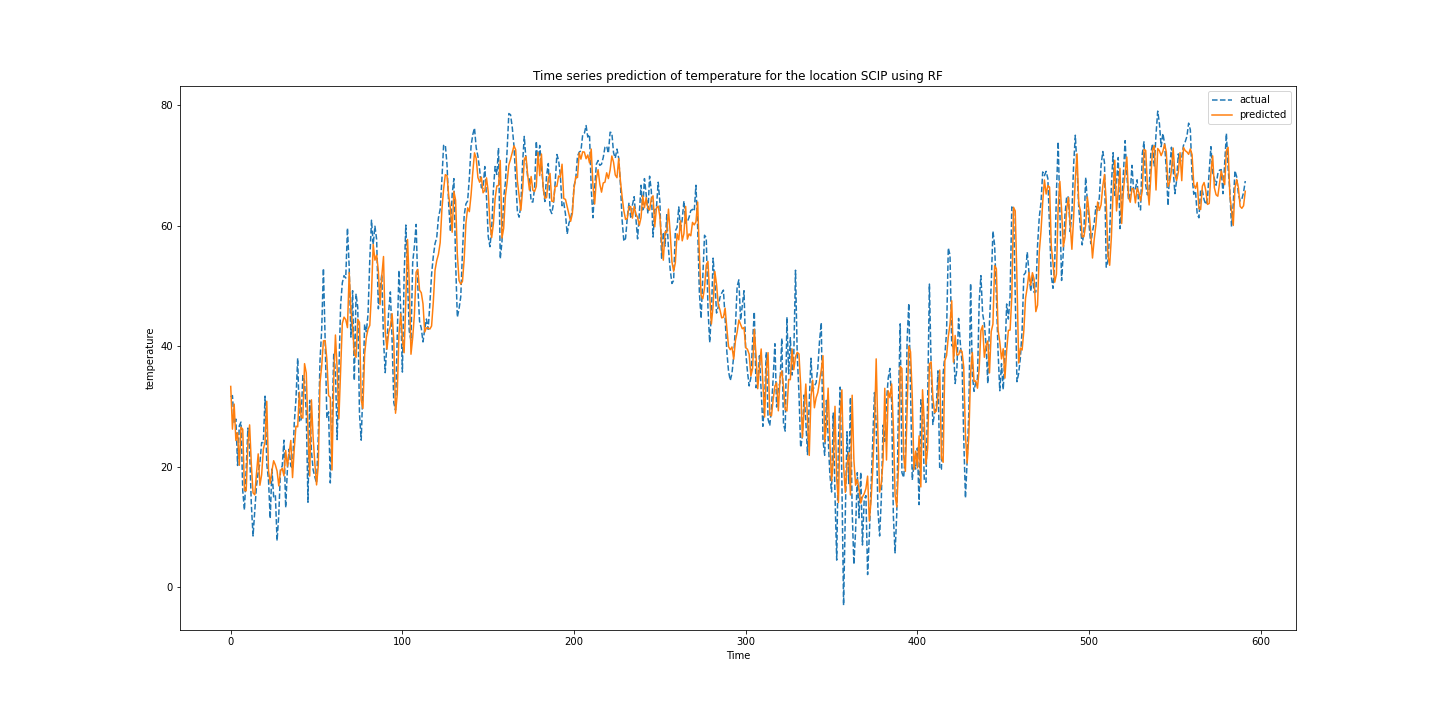 Time series prediction of temperature for the location SCIP using RF
actual
predicted
80
60
40
20
0
temperature
0 100 200 300 400 500 600
Time